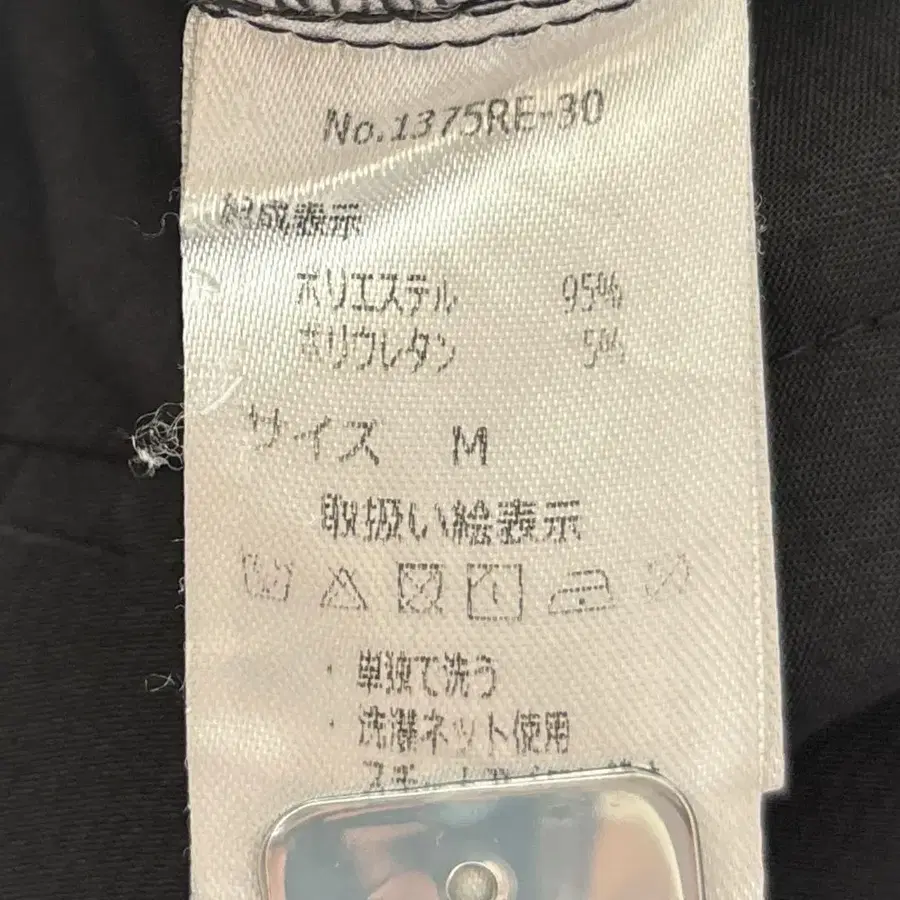 No.1375RE-30
組成表示
ポリエステル 95%
ポリウレタン 5%
サイズ M
取扱い絵表示
・単独で洗う
・洗濯ネット使用